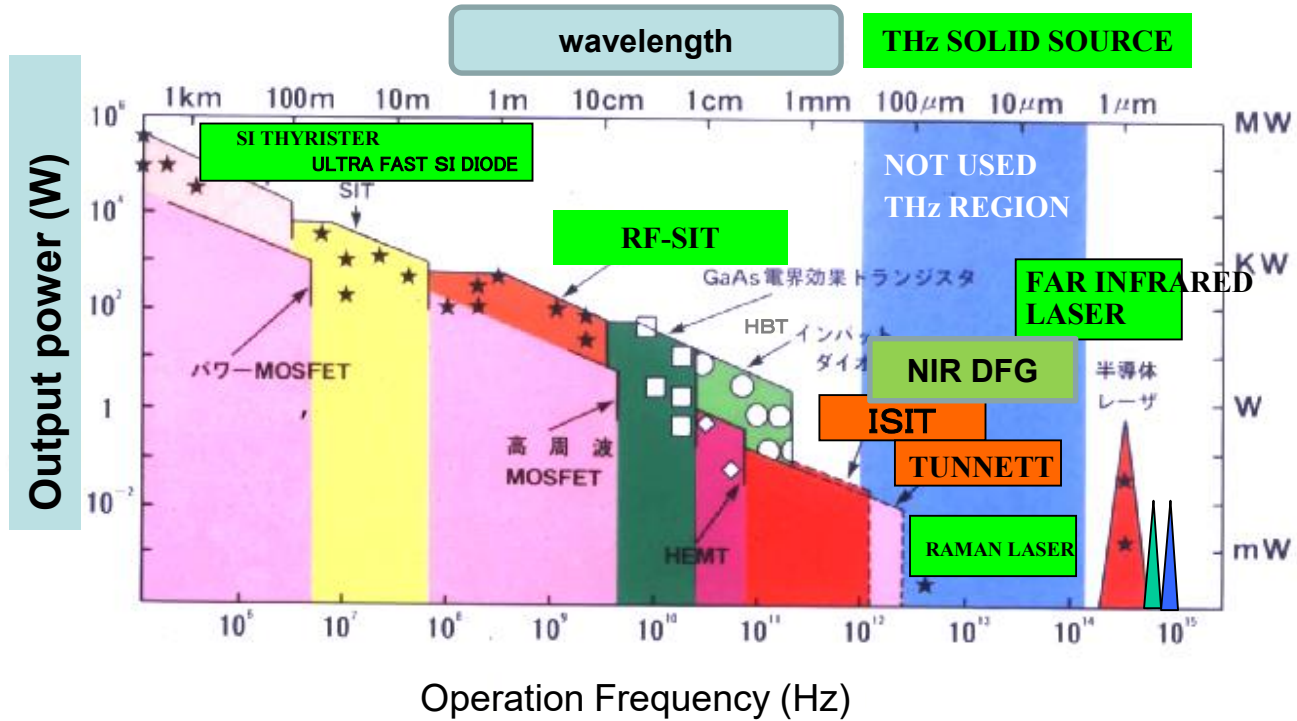 wavelength
THz SOLID SOURCE
1km 100m 10m 1m 10cm 1cm 1mm 100μm 10μm 1μm
Output power (W)
10⁶
10⁴
10²
1
10⁻²
MW
KW
W
mW
SI THYRISTER
ULTRA FAST SI DIODE
SIT
NOT USED
THz REGION
RF-SIT
GaAs電界効果トランジスタ
FAR INFRARED
LASER
HBT インパット
ダイオ
パワーMOSFET
NIR DFG
半導体
レーザ
ISIT
高周波
MOSFET
TUNNETT
HEMT
RAMAN LASER
10⁶ 10⁷ 10⁸ 10⁹ 10¹⁰ 10¹¹ 10¹² 10¹³ 10¹⁴ 10¹⁵
Operation Frequency (Hz)